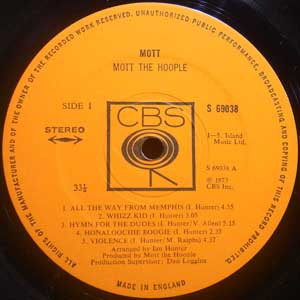 ALL RIGHTS OF THE MANUFACTURER AND OF THE OWNER OF THE RECORDED WORK RESERVED. UNAUTHORIZED PUBLIC PERFORMANCE, BROADCASTING AND COPYING OF THIS RECORD PROHIBITED.
MOTT
MOTT THE HOOPLE
SIDE 1
S 69038
CBS
STEREO
1—5. Island
Music Ltd.
S 69038 A
33⅓
℗ 1973
CBS Inc.
1. ALL THE WAY FROM MEMPHIS (I. Hunter) 4.55
2. WHIZZ KID (I. Hunter) 3.05
3. HYMN FOR THE DUDES (I. Hunter/V. Allen) 5.15
4. HONALOOCHIE BOOGIE (I. Hunter) 2.35
5. VIOLENCE (I. Hunter/M. Ralphs) 4.35
Arranged by Ian Hunter
Produced by Mott the Hoople
Production Supervisor: Dan Loggins
MADE IN ENGLAND